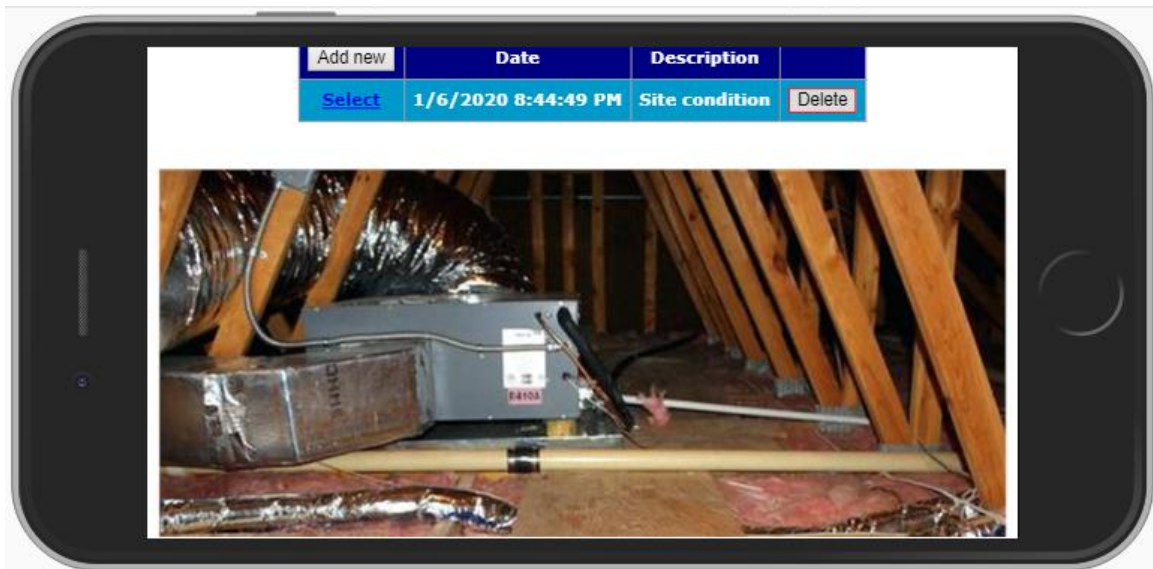 Add new Date Description
Select 1/6/2020 8:44:49 PM Site condition Delete
R410A